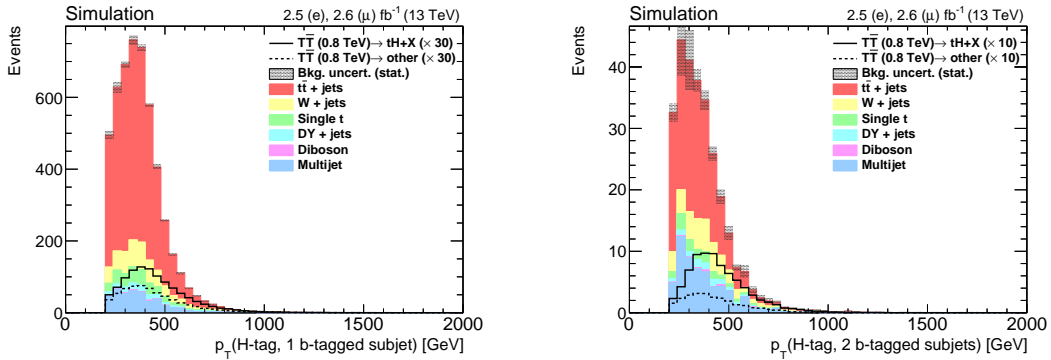 Simulation 2.5 (e), 2.6 (μ) fb⁻¹ (13 TeV)
Events
TT̅ (0.8 TeV)→ tH+X (× 30)
TT̅ (0.8 TeV)→ other (× 30)
Bkg. uncert. (stat.)
tt̅ + jets
W + jets
Single t
DY + jets
Diboson
Multijet
600
400
200
0
0 500 1000 1500 2000
p_T(H-tag, 1 b-tagged subjet) [GeV]
Simulation 2.5 (e), 2.6 (μ) fb⁻¹ (13 TeV)
Events
TT̅ (0.8 TeV)→ tH+X (× 10)
TT̅ (0.8 TeV)→ other (× 10)
Bkg. uncert. (stat.)
tt̅ + jets
W + jets
Single t
DY + jets
Diboson
Multijet
40
30
20
10
0
0 500 1000 1500 2000
p_T(H-tag, 2 b-tagged subjets) [GeV]